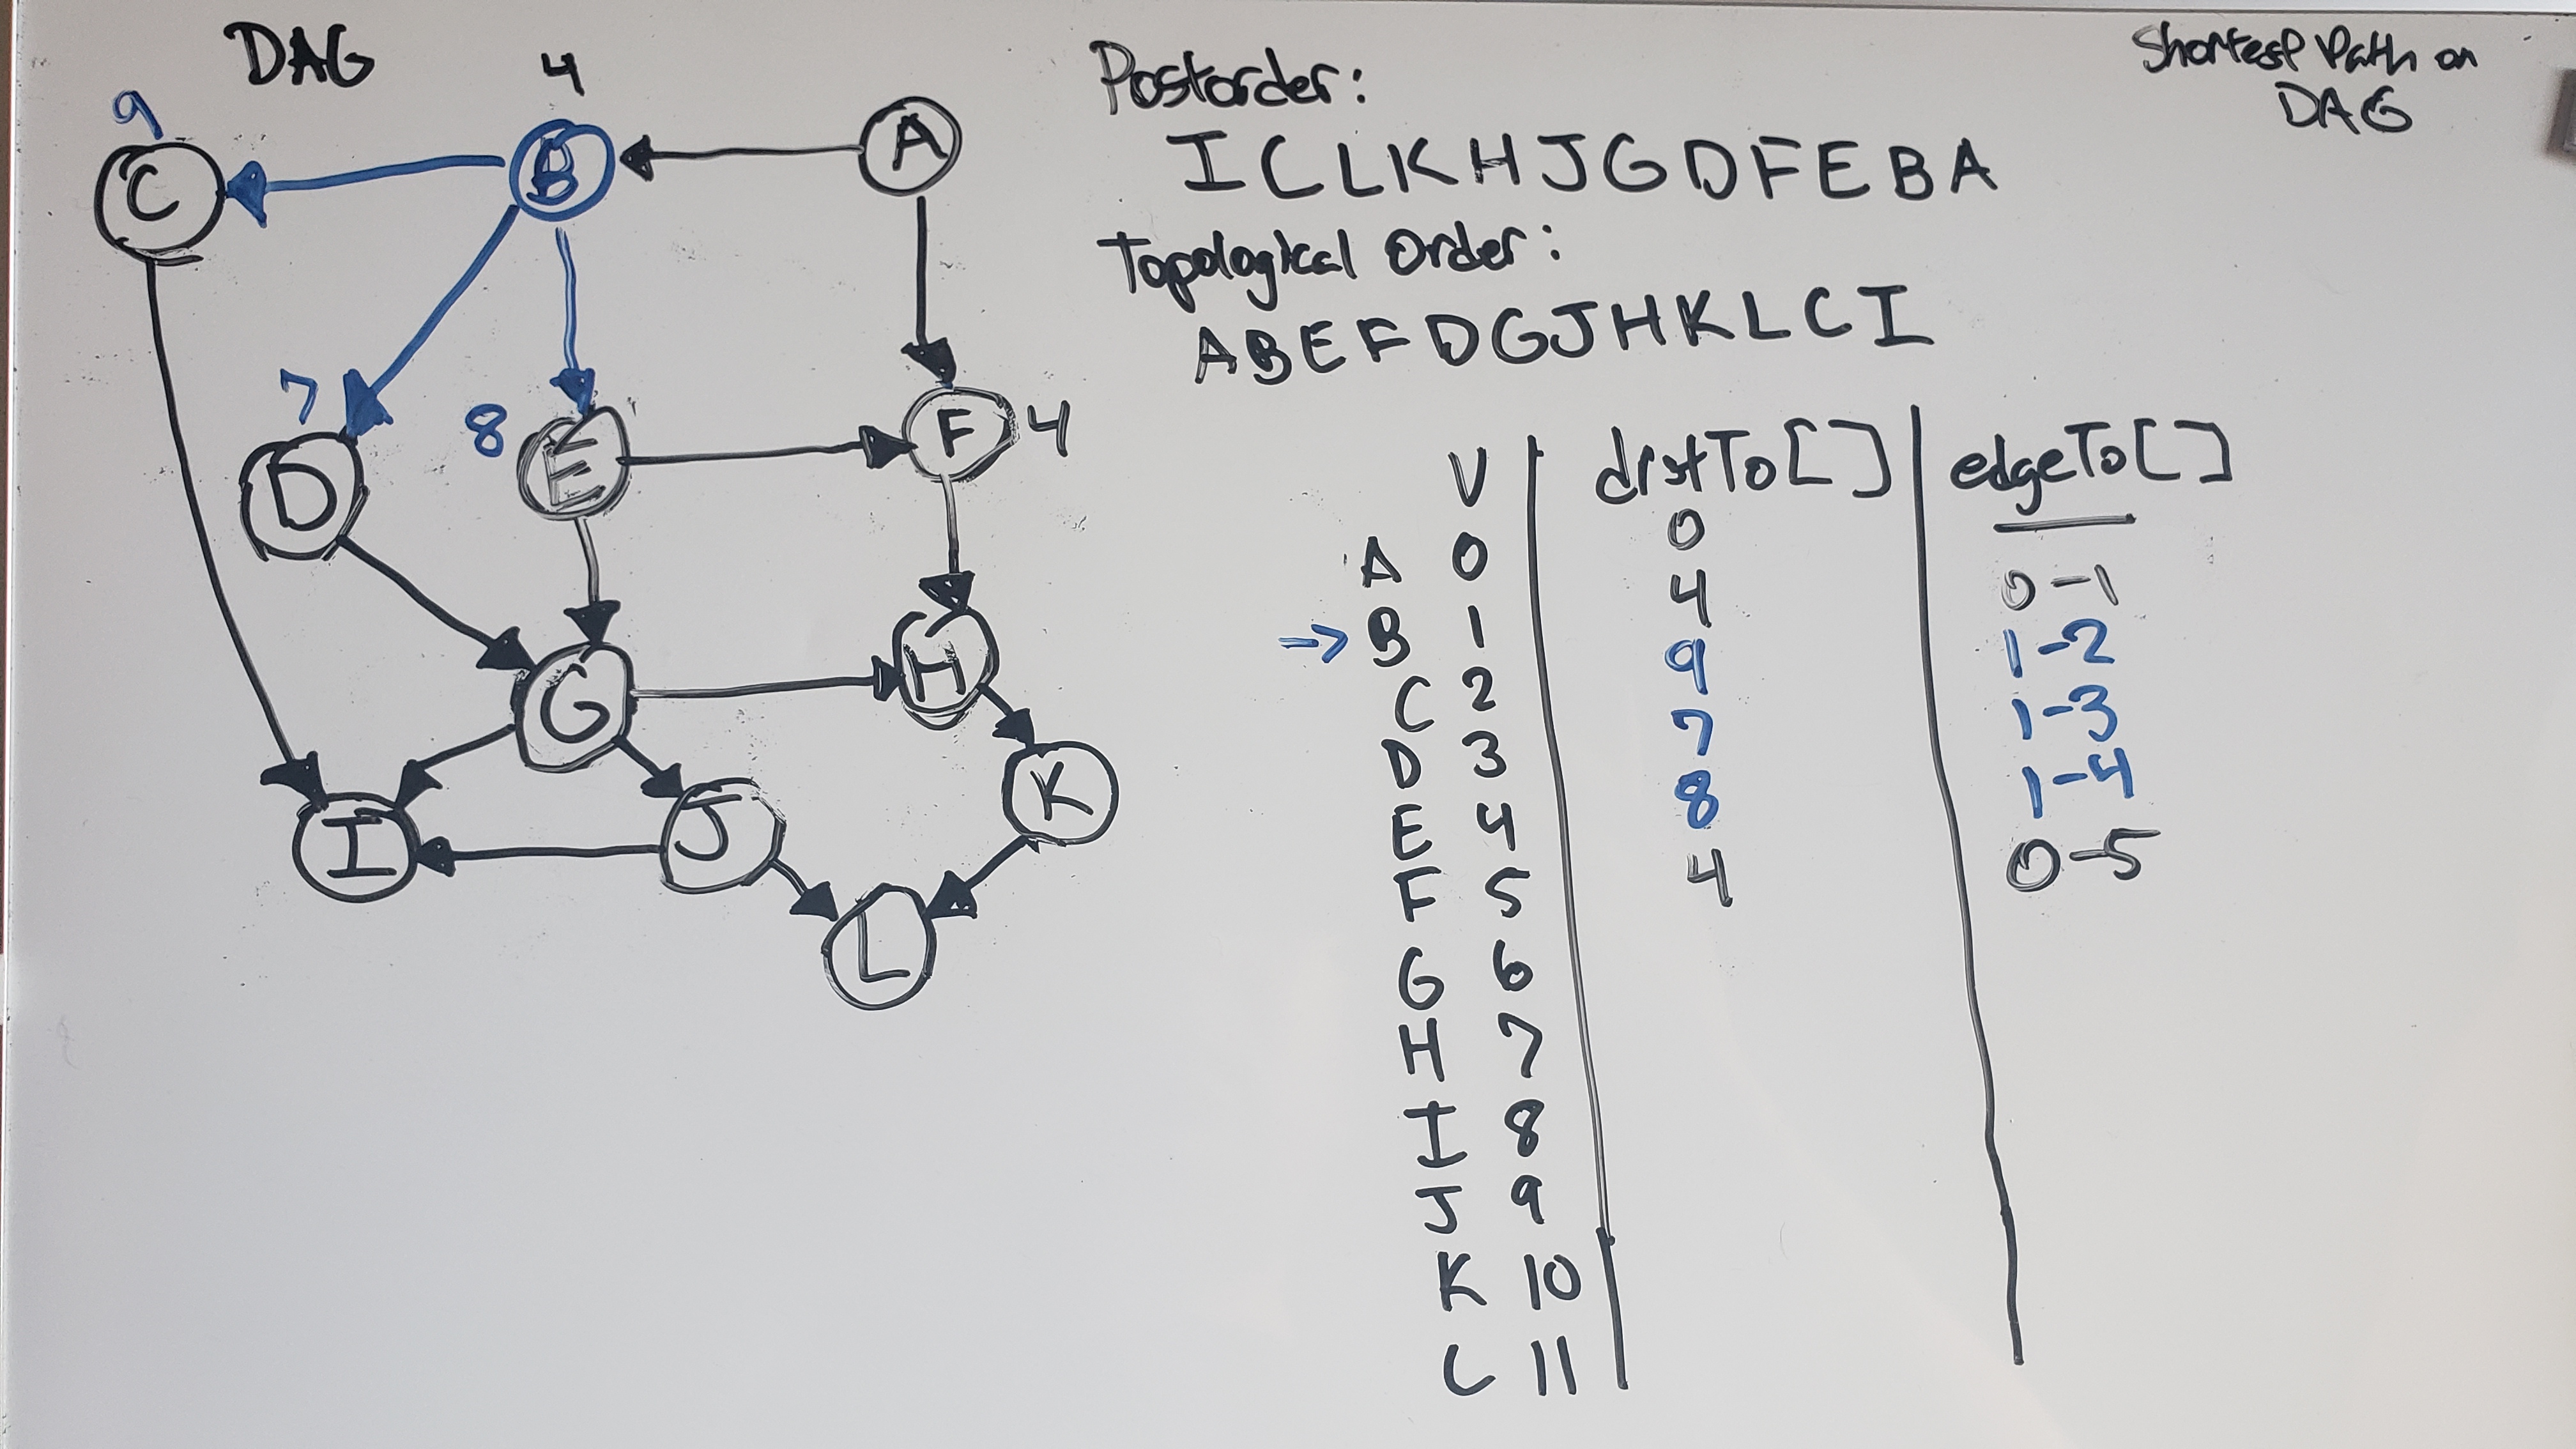 DAG
4
9
C
B
A
7
8
D
E
F
4
G
H
I
J
K
L
Postorder:
I C L K H J G D F E B A
Topological Order:
A B E F D G J H K L C I
Shortest Path on
DAG
V distTo[] edgeTo[]
A 0 0 —
B 1 4 0-1
C 2 9 1-2
D 3 7 1-3
E 4 8 1-4
F 5 4 0-5
G 6
H 7
I 8
J 9
K 10
L 11